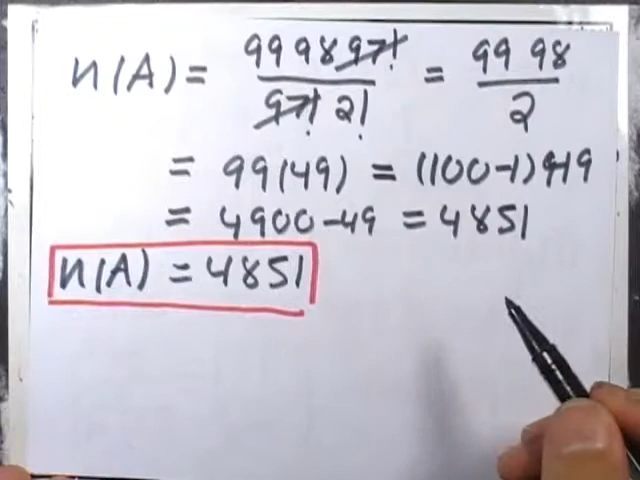 n(A) = 99 98 97! / 97! 2! = 99 98 / 2
= 99(49) = (100-1)49
= 4900-49 = 4851
n(A) = 4851